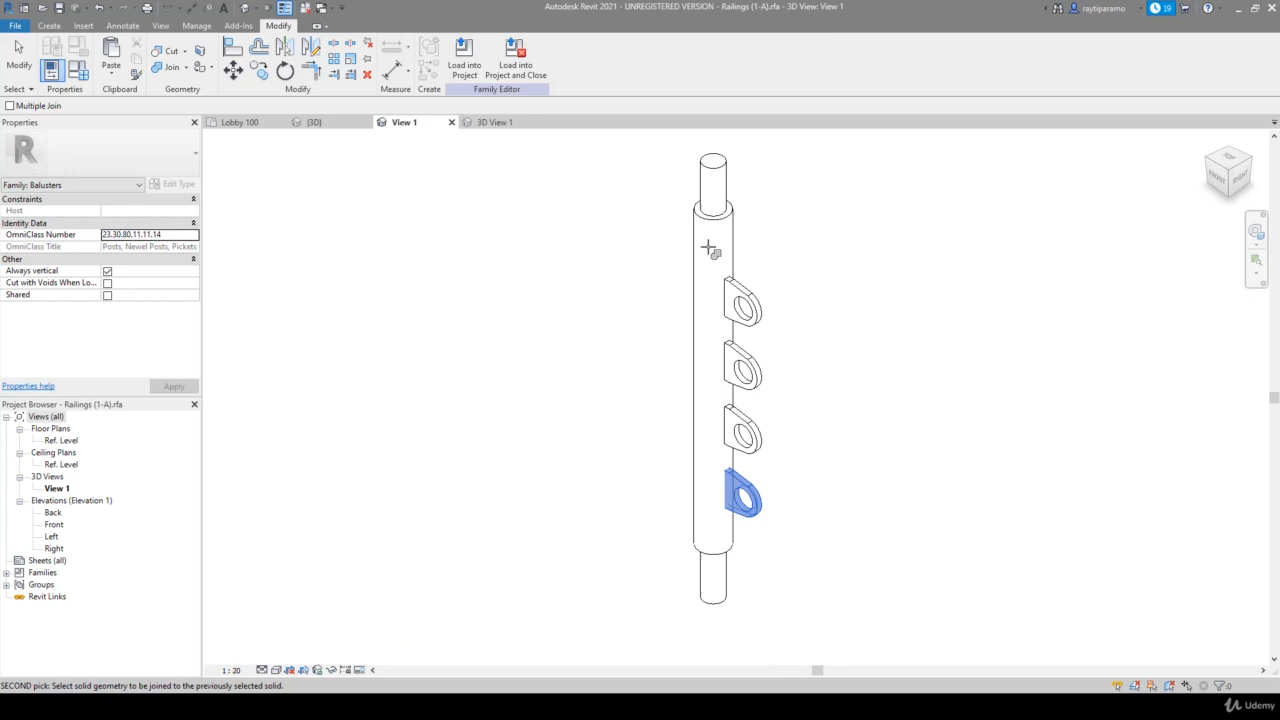 Autodesk Revit 2021 - UNREGISTERED VERSION - Railings (1-A).rfa - 3D View: View 1
raytiparamo
19
File
Create
Insert
Annotate
View
Manage
Add-Ins
Modify
Modify
Paste
Cut
Join
Load into
Project
Load into
Project and Close
Select
Properties
Clipboard
Geometry
Modify
Measure
Create
Family Editor
Multiple Join
Properties
Lobby 100
{3D}
View 1
3D View 1
Family: Balusters
Edit Type
Constraints
Host
Identity Data
OmniClass Number
23.30.80.11.11.14
OmniClass Title
Posts, Newel Posts, Pickets
Other
Always vertical
Cut with Voids When Lo...
Shared
Properties help
Apply
Project Browser - Railings (1-A).rfa
Views (all)
Floor Plans
Ref. Level
Ceiling Plans
Ref. Level
3D Views
View 1
Elevations (Elevation 1)
Back
Front
Left
Right
Sheets (all)
Families
Groups
Revit Links
TOP
FRONT
RIGHT
1 : 20
SECOND pick: Select solid geometry to be joined to the previously selected solid.
:0
Udemy